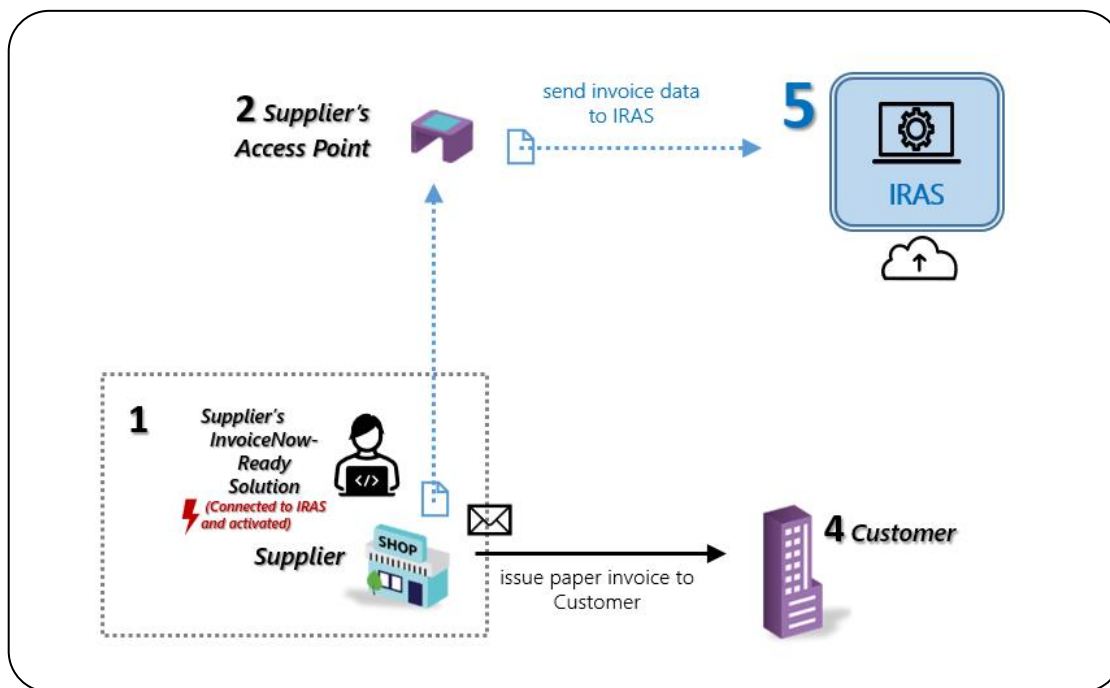 2 Supplier's
Access Point
send invoice data
to IRAS
5
IRAS
1
Supplier's
InvoiceNow-
Ready
Solution
(Connected to IRAS
and activated)
</>
SHOP
Supplier
issue paper invoice to
Customer
4 Customer